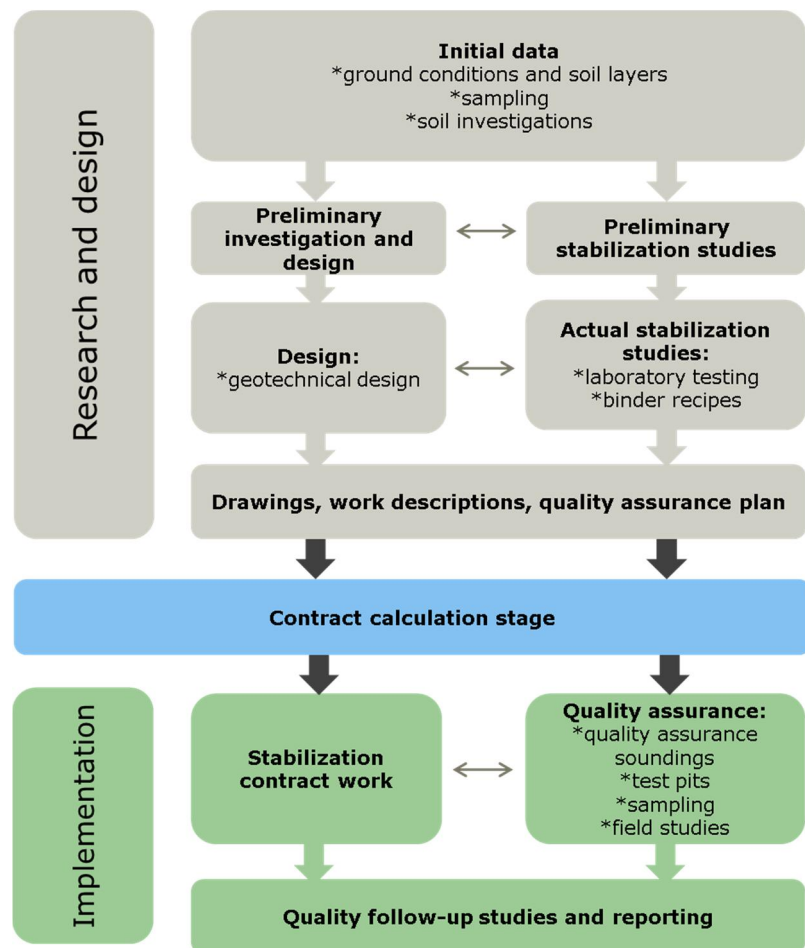 Research and design
Initial data
*ground conditions and soil layers
*sampling
*soil investigations
Preliminary
investigation and
design
Preliminary
stabilization studies
Design:
*geotechnical design
Actual stabilization
studies:
*laboratory testing
*binder recipes
Drawings, work descriptions, quality assurance plan
Contract calculation stage
Implementation
Stabilization
contract work
Quality assurance:
*quality assurance
soundings
*test pits
*sampling
*field studies
Quality follow-up studies and reporting